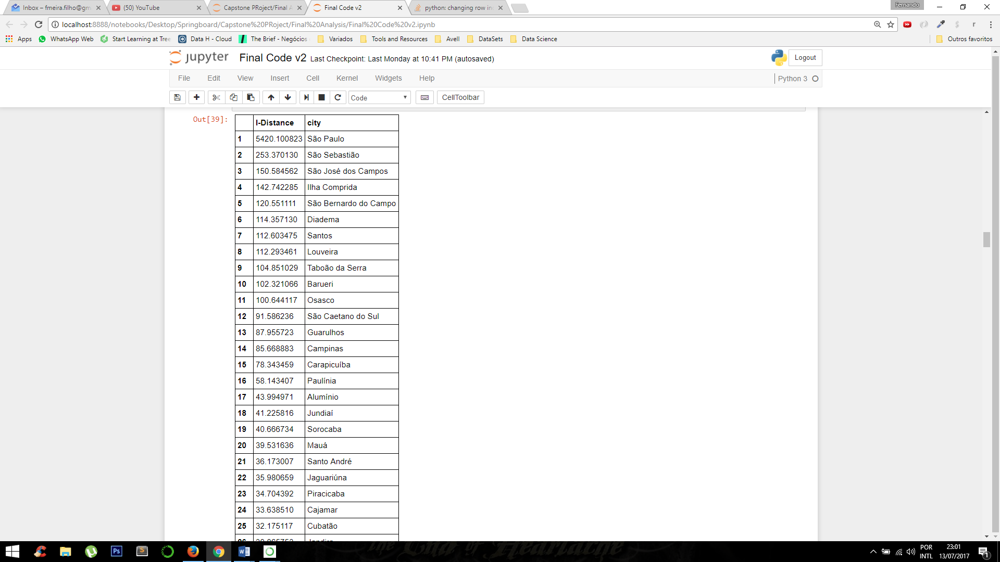 Inbox – fmeira.filho@gm
(50) YouTube
Capstone PRoject/Final A
Final Code v2
python: changing row in
Fernando
localhost:8888/notebooks/Desktop/Springboard/Capstone%20PRoject/Final%20Analysis/Final%20Code%20v2.ipynb
Apps
WhatsApp Web
Start Learning at Tree
Data H - Cloud
The Brief - Negócios
Variados
Tools and Resources
Avell
DataSets
Data Science
Outros favoritos
jupyter
Final Code v2 Last Checkpoint: Last Monday at 10:41 PM (autosaved)
Logout
File Edit View Insert Cell Kernel Widgets Help
Python 3
Code
CellToolbar
Out[39]:
I-Distance city
1 5420.100823 São Paulo
2 253.370130 São Sebastião
3 150.584562 São José dos Campos
4 142.742285 Ilha Comprida
5 120.551111 São Bernardo do Campo
6 114.357130 Diadema
7 112.603475 Santos
8 112.293461 Louveira
9 104.851029 Taboão da Serra
10 102.321066 Barueri
11 100.644117 Osasco
12 91.586236 São Caetano do Sul
13 87.955723 Guarulhos
14 85.668883 Campinas
15 78.343459 Carapicuíba
16 58.143407 Paulínia
17 43.994971 Alumínio
18 41.225816 Jundiaí
19 40.666734 Sorocaba
20 39.531636 Mauá
21 36.173007 Santo André
22 35.980659 Jaguariúna
23 34.704392 Piracicaba
24 33.638510 Cajamar
25 32.175117 Cubatão
Ps
S
W
POR
INTL
23:01
13/07/2017
1